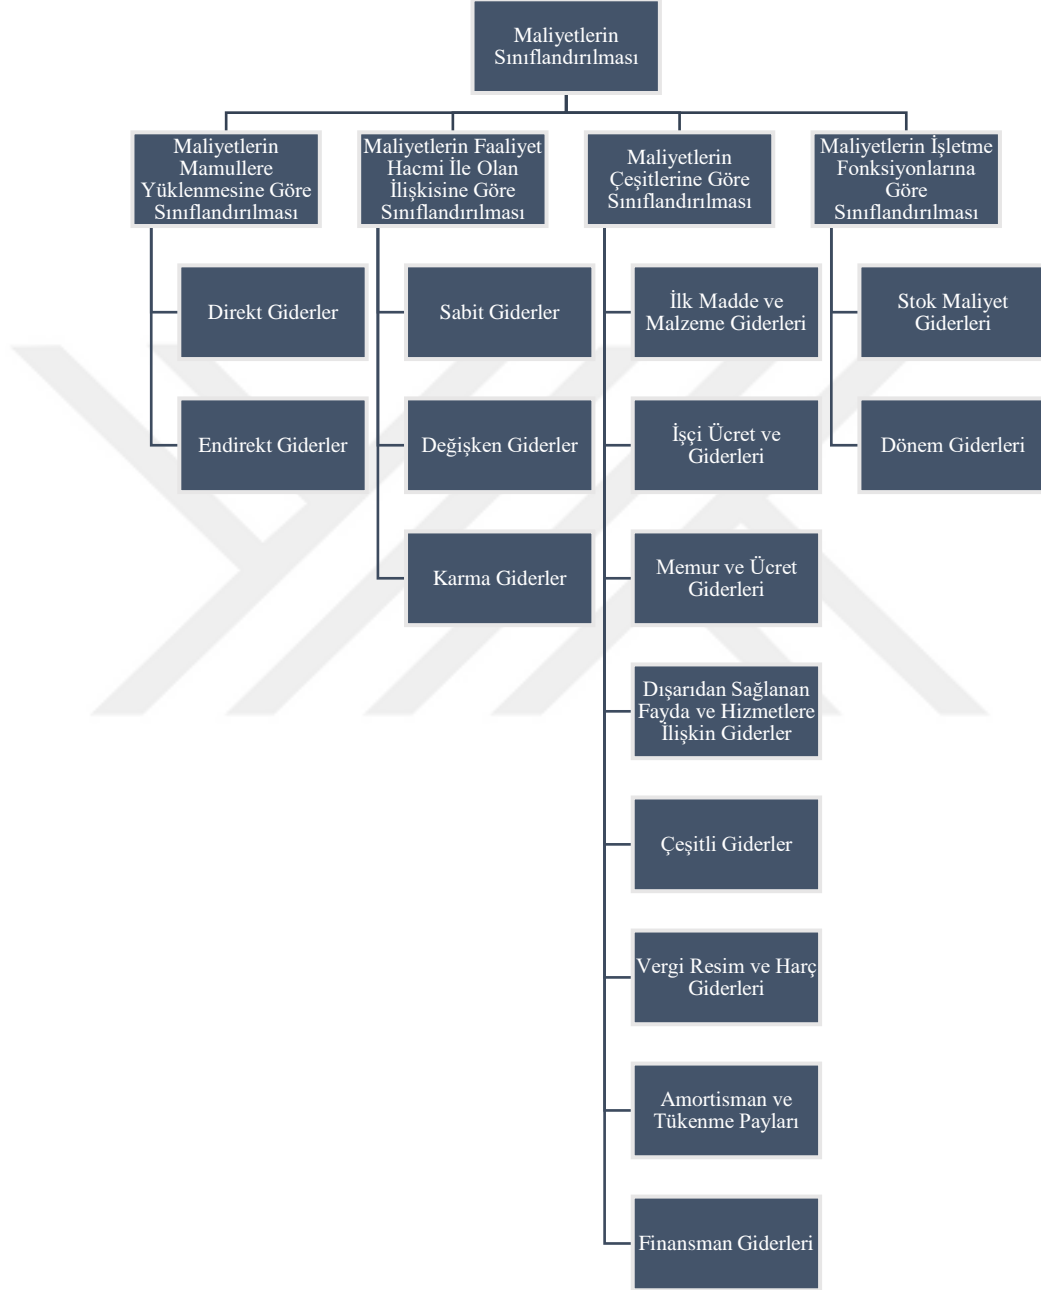 Maliyetlerin
Sınıflandırılması
Maliyetlerin
Mamullere
Yüklenmesine Göre
Sınıflandırılması
Direkt Giderler
Endirekt Giderler
Maliyetlerin Faaliyet
Hacmi İle Olan
İlişkisine Göre
Sınıflandırılması
Sabit Giderler
Değişken Giderler
Karma Giderler
Maliyetlerin
Çeşitlerine Göre
Sınıflandırılması
İlk Madde ve
Malzeme Giderleri
İşçi Ücret ve
Giderleri
Memur ve Ücret
Giderleri
Dışarıdan Sağlanan
Fayda ve Hizmetlere
İlişkin Giderler
Çeşitli Giderler
Vergi Resim ve Harç
Giderleri
Amortisman ve
Tükenme Payları
Finansman Giderleri
Maliyetlerin İşletme
Fonksiyonlarına
Göre
Sınıflandırılması
Stok Maliyet
Giderleri
Dönem Giderleri